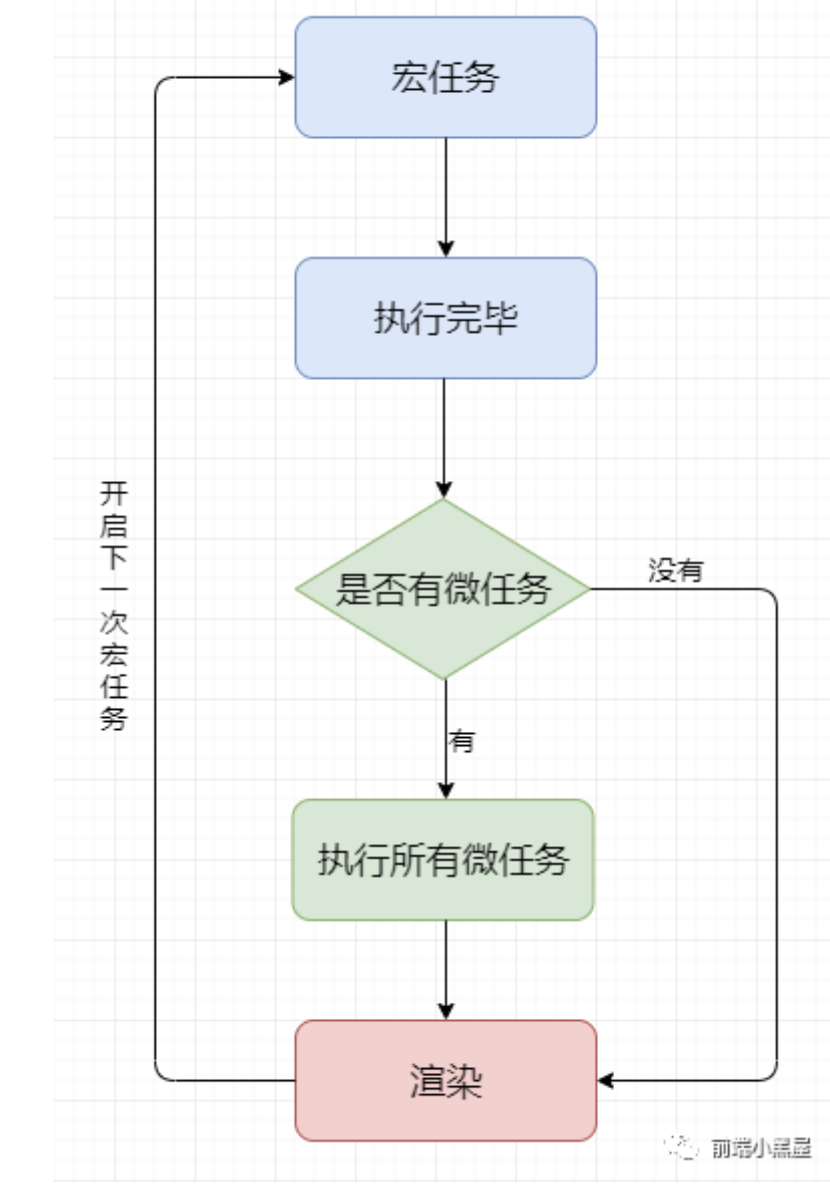 宏任务
执行完毕
是否有微任务
没有
有
开启下一次宏任务
执行所有微任务
渲染
前端小黑屋